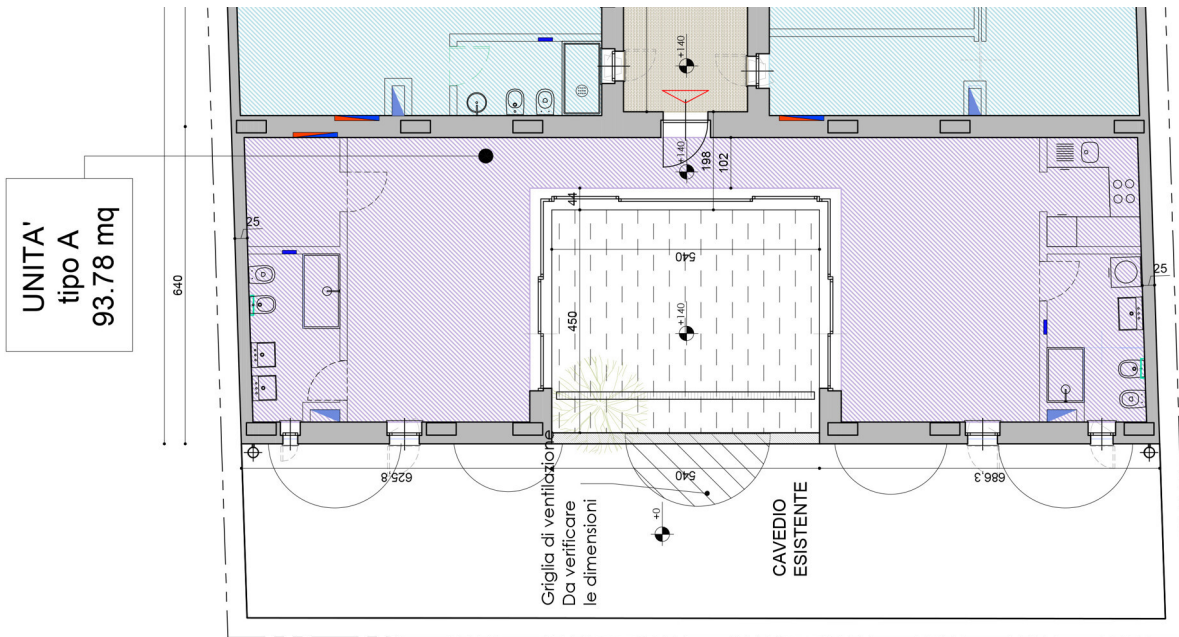 UNITA'
tipo A
93.78 mq
640
25
+140
+140
198
102
44
540
450
+140
25
625,8
540
686,3
Griglia di ventilazione
Da verificare
le dimensioni
+0
CAVEDIO
ESISTENTE